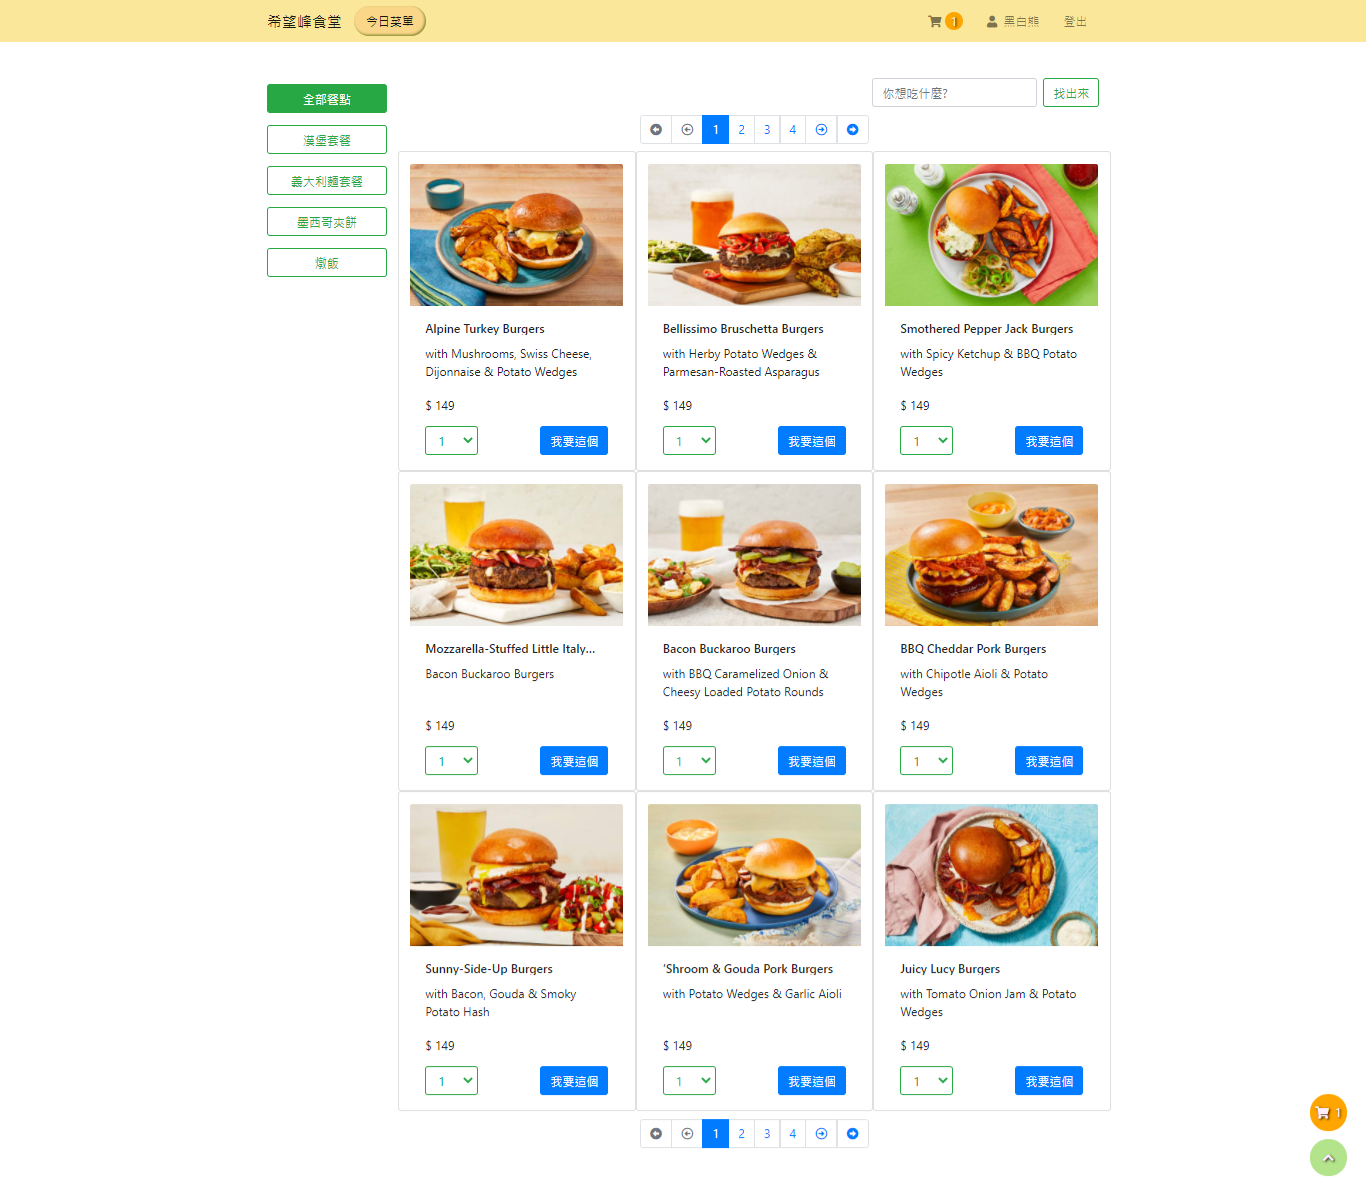 希望峰食堂 今日菜單 1 黑白熊 登出
你想吃什麼? 找出來
全部餐點
漢堡套餐
義大利麵套餐
墨西哥夾餅
燉飯
1 2 3 4
Alpine Turkey Burgers
with Mushrooms, Swiss Cheese,
Dijonnaise & Potato Wedges
$ 149
1 我要這個
Bellissimo Bruschetta Burgers
with Herby Potato Wedges &
Parmesan-Roasted Asparagus
$ 149
1 我要這個
Smothered Pepper Jack Burgers
with Spicy Ketchup & BBQ Potato
Wedges
$ 149
1 我要這個
Mozzarella-Stuffed Little Italy...
Bacon Buckaroo Burgers
$ 149
1 我要這個
Bacon Buckaroo Burgers
with BBQ Caramelized Onion &
Cheesy Loaded Potato Rounds
$ 149
1 我要這個
BBQ Cheddar Pork Burgers
with Chipotle Aioli & Potato
Wedges
$ 149
1 我要這個
Sunny-Side-Up Burgers
with Bacon, Gouda & Smoky
Potato Hash
$ 149
1 我要這個
'Shroom & Gouda Pork Burgers
with Potato Wedges & Garlic Aioli
$ 149
1 我要這個
Juicy Lucy Burgers
with Tomato Onion Jam & Potato
Wedges
$ 149
1 我要這個
1 2 3 4
1